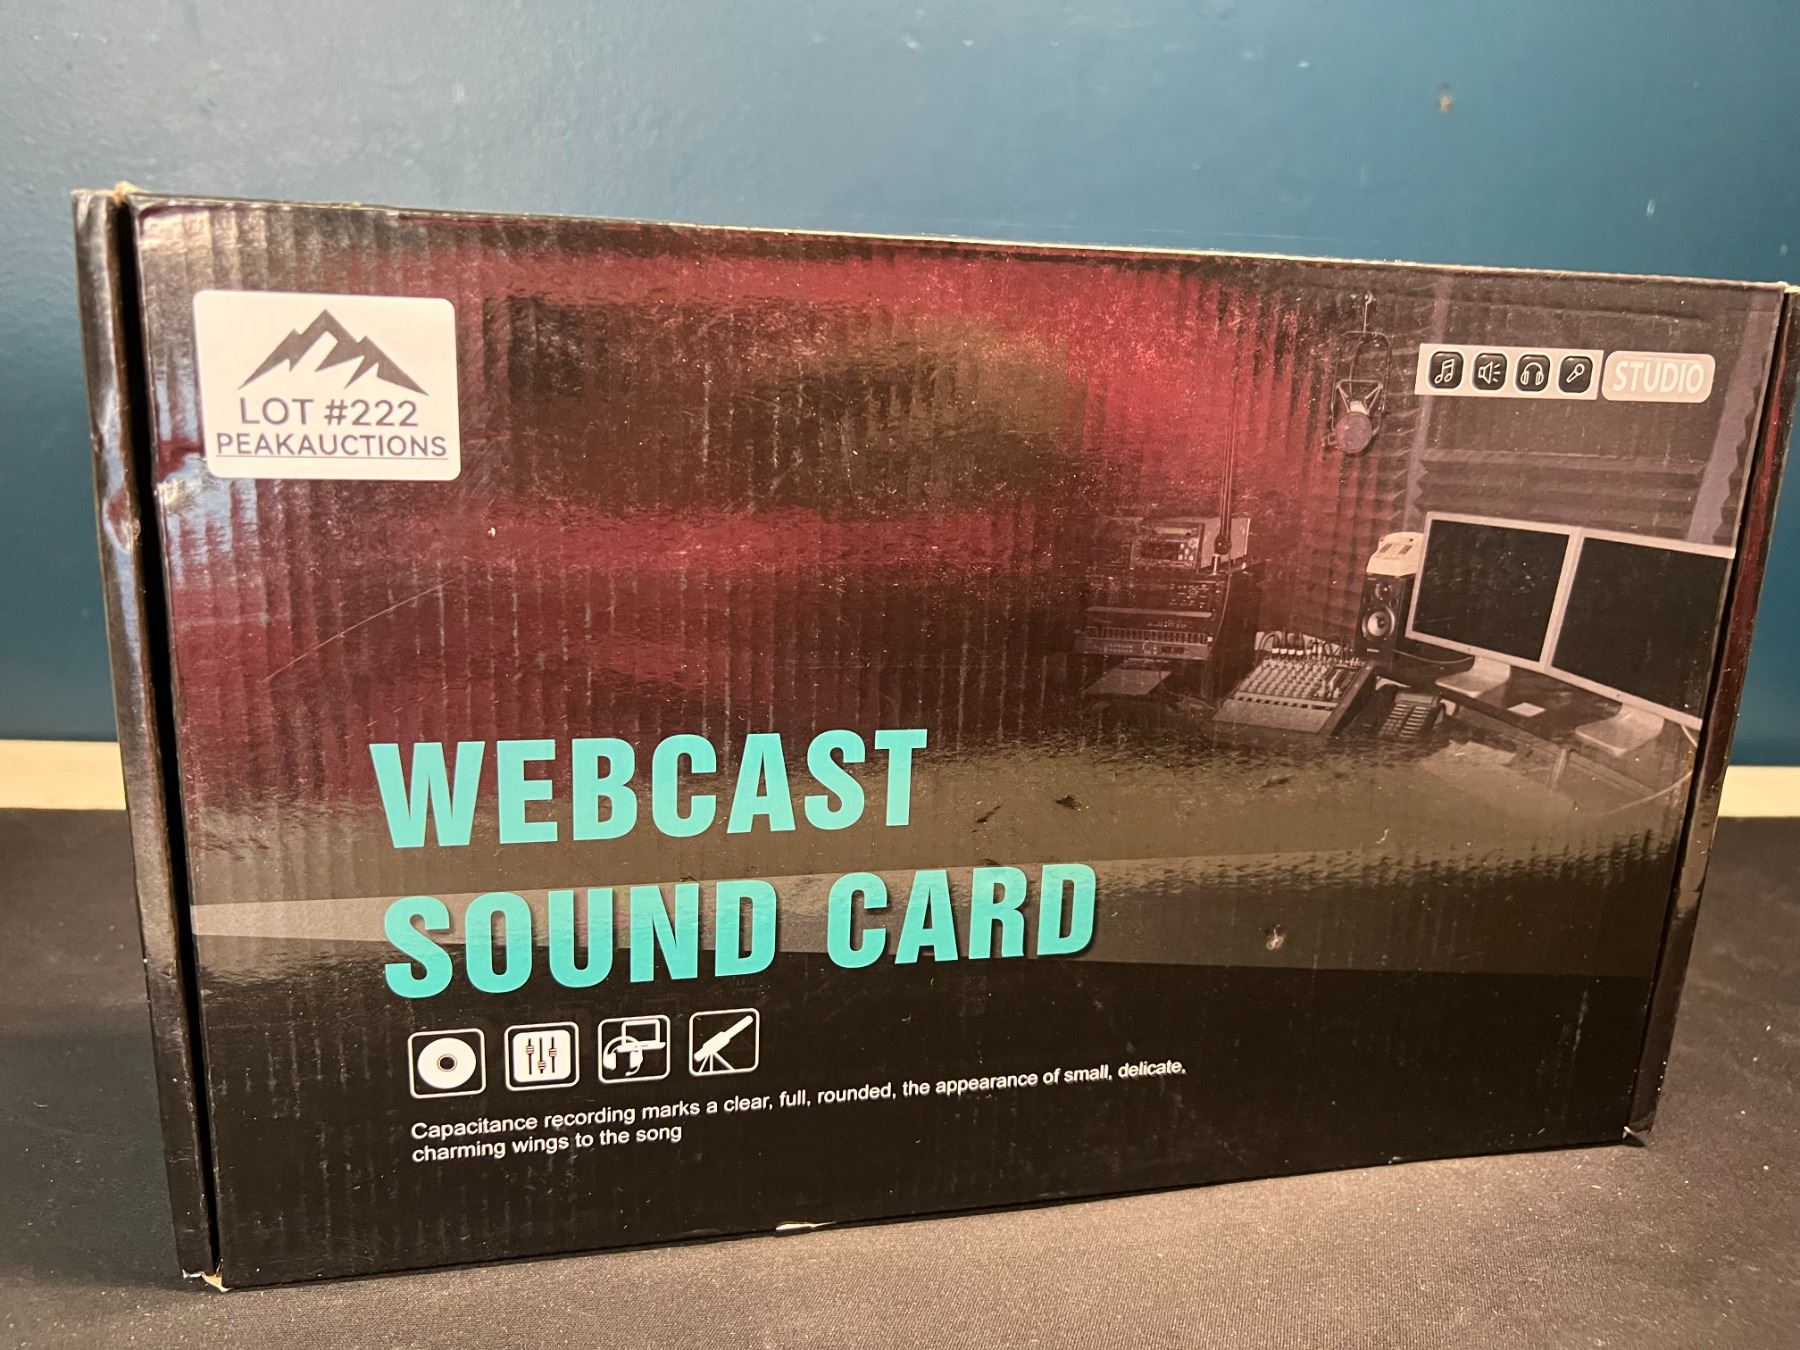 LOT #222
PEAKAUCTIONS
STUDIO
WEBCAST
SOUND CARD
Capacitance recording marks a clear, full, rounded, the appearance of small, delicate,
charming wings to the song